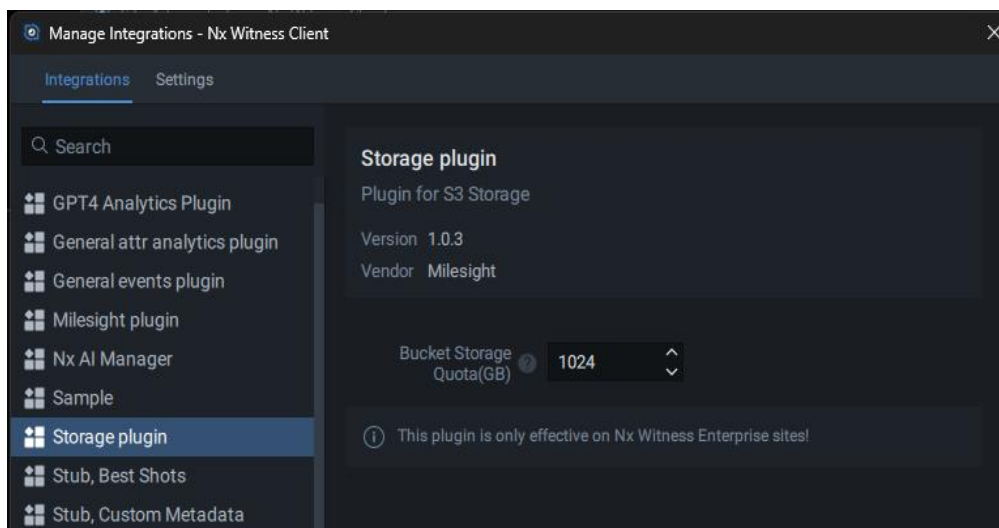 Manage Integrations - Nx Witness Client
Integrations Settings
Search
GPT4 Analytics Plugin
General attr analytics plugin
General events plugin
Milesight plugin
Nx AI Manager
Sample
Storage plugin
Stub, Best Shots
Stub, Custom Metadata
Storage plugin
Plugin for S3 Storage
Version 1.0.3
Vendor Milesight
Bucket Storage
Quota(GB)
1024
This plugin is only effective on Nx Witness Enterprise sites!